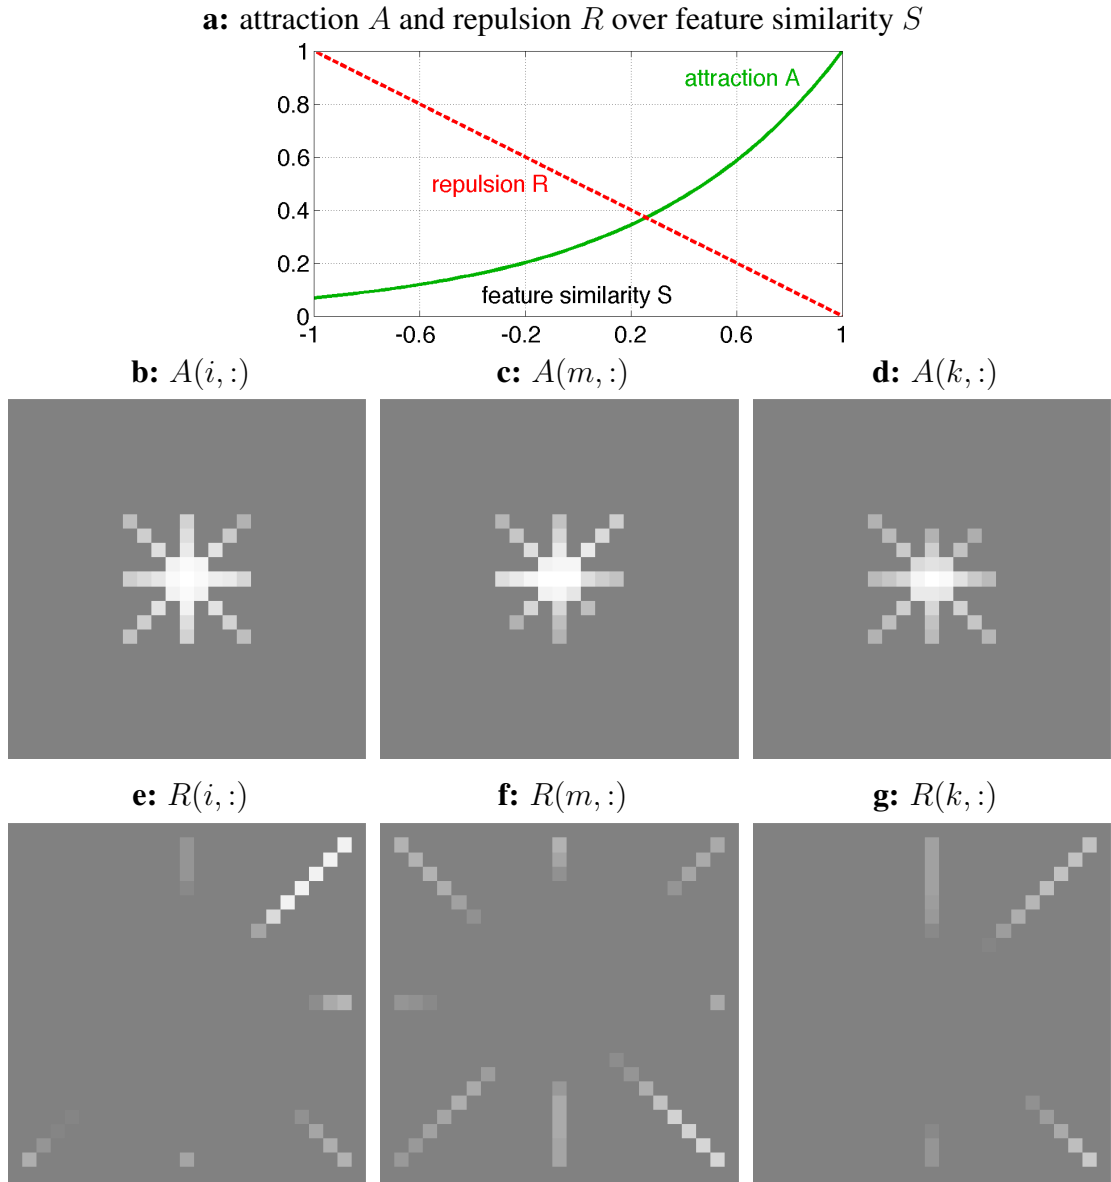 a: attraction A and repulsion R over feature similarity S
1
attraction A
0.8
0.6
repulsion R
0.4
0.2
feature similarity S
0
-1 -0.6 -0.2 0.2 0.6 1
b: A(i, :) c: A(m, :) d: A(k, :)
e: R(i, :) f: R(m, :) g: R(k, :)